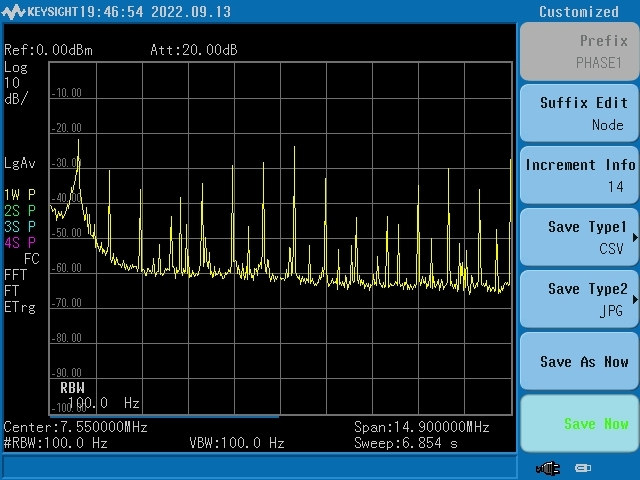 KEYSIGHT 19:46:54 2022.09.13
Customized
Ref:0.00dBm
Att:20.00dB
Log
10
dB/
LgAv
1W P
2S P
3S P
4S P
FC
FFT
FT
ETrg
-10.00
-20.00
-30.00
-40.00
-50.00
-60.00
-70.00
-80.00
-90.00
-100.00
RBW
100.0 Hz
Center:7.550000MHz
Span:14.900000MHz
#RBW:100.0 Hz
VBW:100.0 Hz
Sweep:6.854 s
Prefix
PHASE1
Suffix Edit
Node
Increment Info
14
Save Type1
CSV
Save Type2
JPG
Save As Now
Save Now